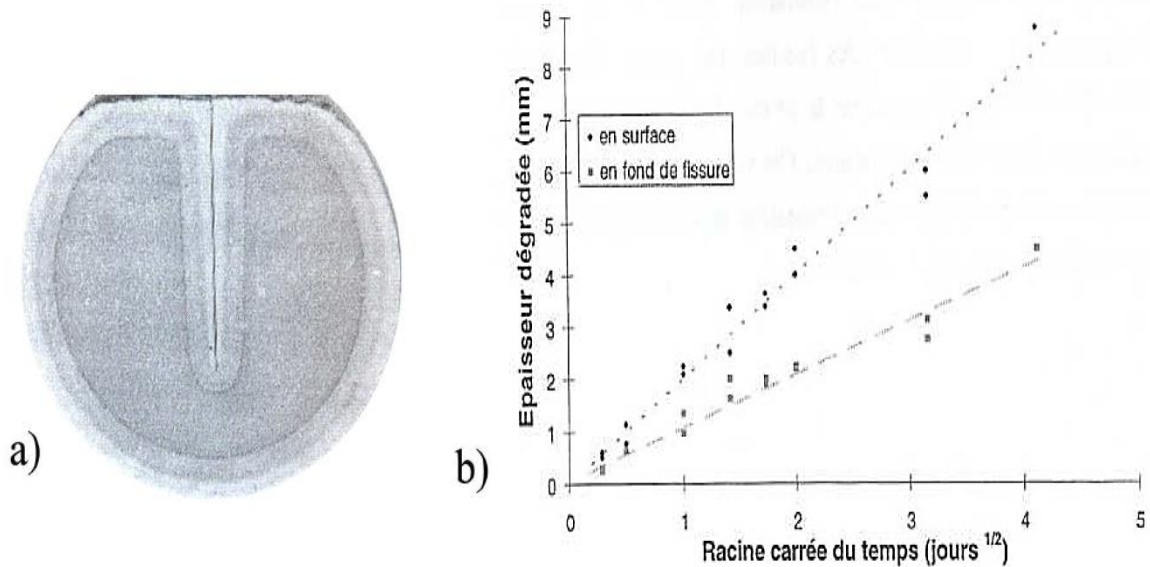 a)
b)
Epaisseur dégradée (mm)
9
8
7
6
5
4
3
2
1
0
en surface
en fond de fissure
0 1 2 3 4 5
Racine carrée du temps (jours 1/2)